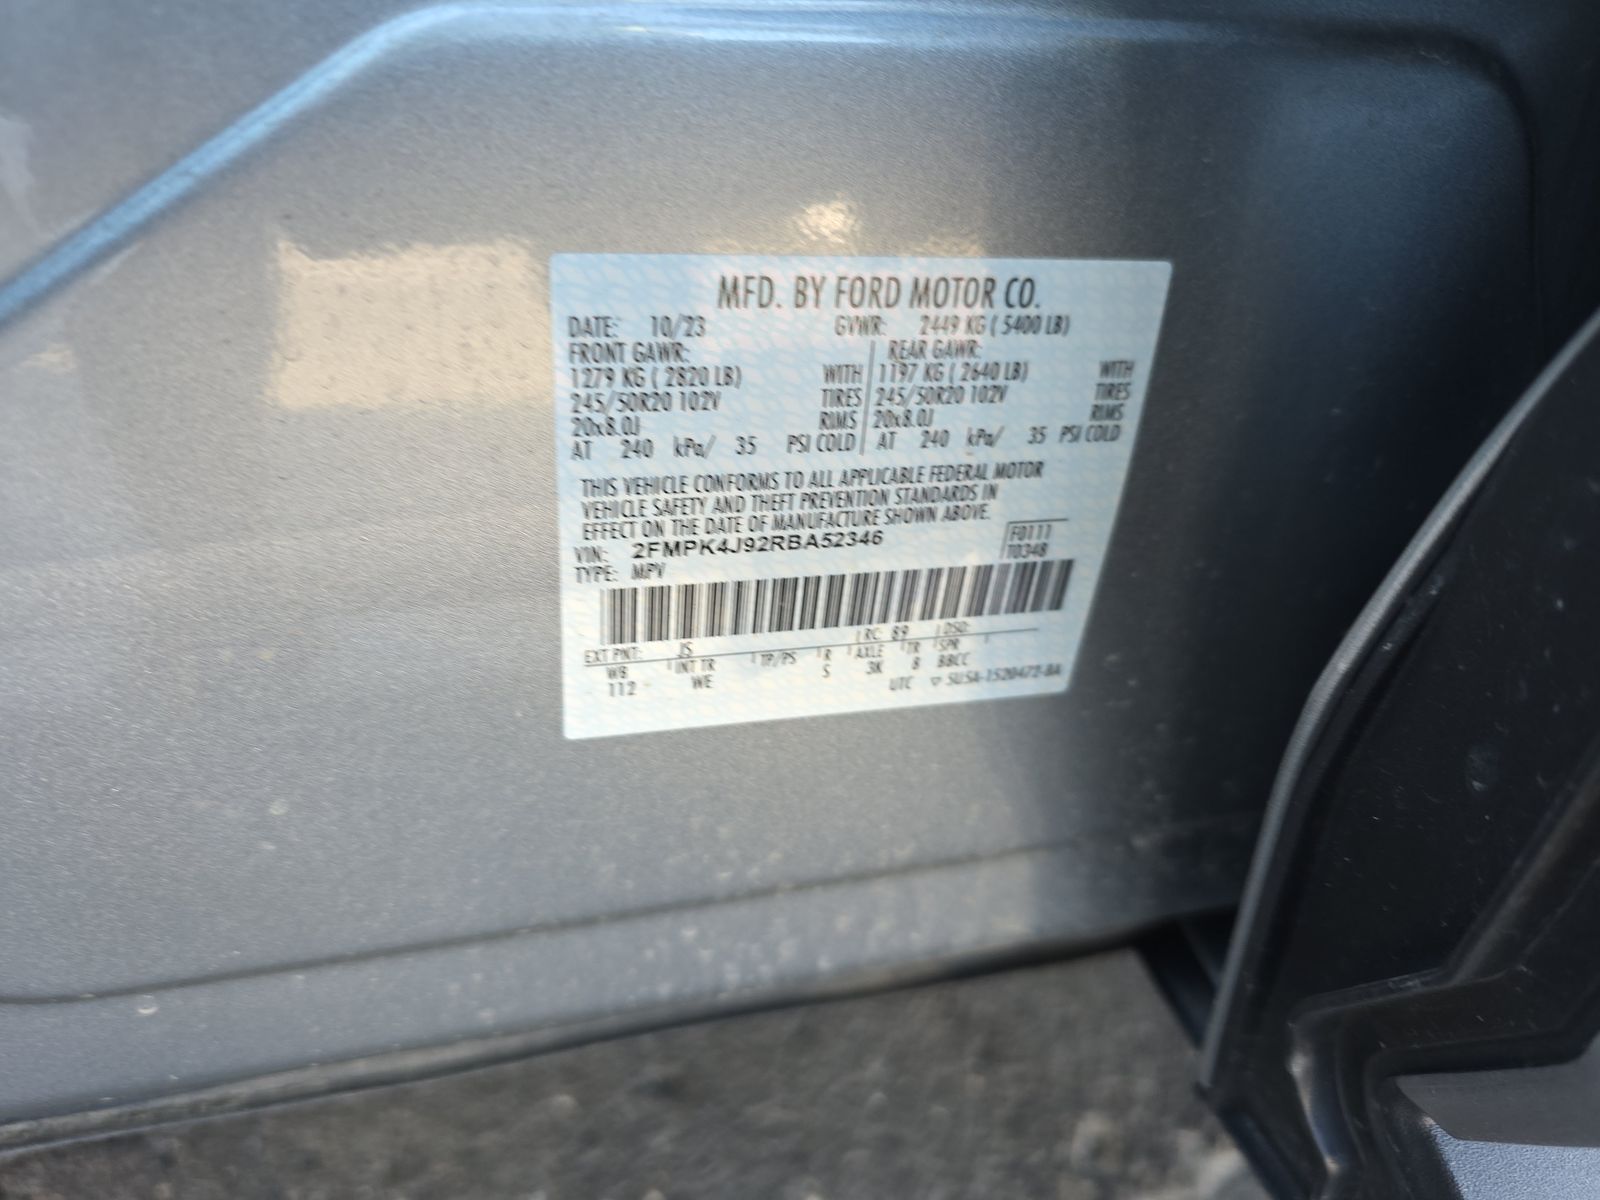 MFD. BY FORD MOTOR CO.
DATE: 10/23 GVWR: 2449 KG ( 5400 LB)
FRONT GAWR: REAR GAWR:
1279 KG ( 2820 LB) WITH 1197 KG ( 2640 LB) WITH
245/50R20 102V TIRES 245/50R20 102V TIRES
20x8.0J RIMS 20x8.0J RIMS
AT 240 kPa/ 35 PSI COLD AT 240 kPa/ 35 PSI COLD
THIS VEHICLE CONFORMS TO ALL APPLICABLE FEDERAL MOTOR
VEHICLE SAFETY AND THEFT PREVENTION STANDARDS IN
EFFECT ON THE DATE OF MANUFACTURE SHOWN ABOVE.
VIN: 2FMPK4J92RBA52346 F0111
TYPE: MPV T0348
EXT PNT: JS RC: 89 DSO:
WB INT TR TP/PS R AXLE TR SPR
112 WE S 3K 8 BBCC
UTC ▽ SU5A-1520472-BA